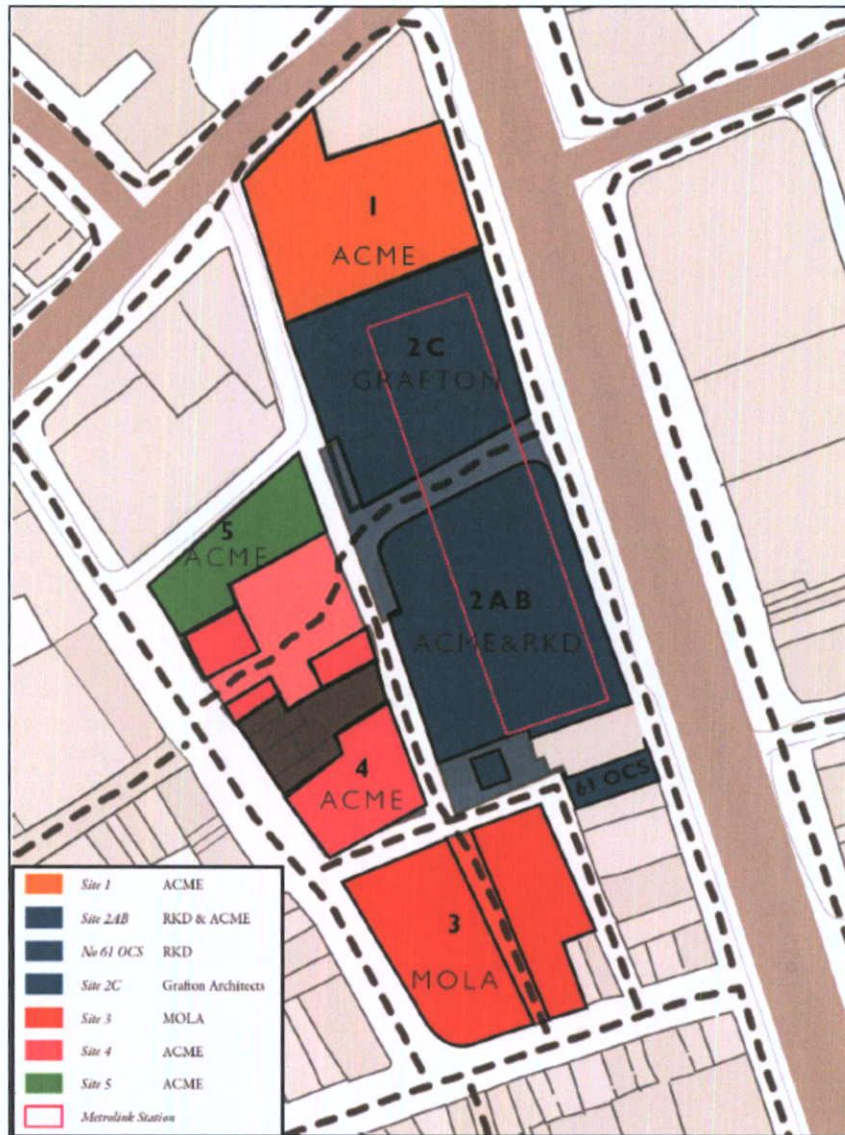 1
ACME
2C
GRAFTON
5
ACME
2AB
ACME&RKD
4
ACME
61 OCS
3
MOLA
Site 1 ACME
Site 2AB RKD & ACME
No 61 OCS RKD
Site 2C Grafton Architects
Site 3 MOLA
Site 4 ACME
Site 5 ACME
Metrolink Station